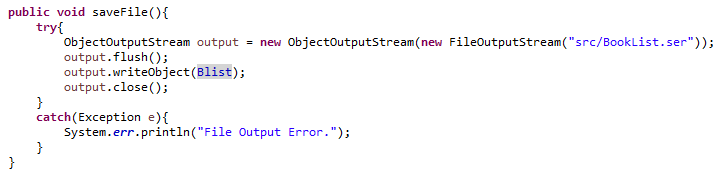 public void saveFile(){
try{
ObjectOutputStream output = new ObjectOutputStream(new FileOutputStream("src/BookList.ser"));
output.flush();
output.writeObject(Blist);
output.close();
}
catch(Exception e){
System.err.println("File Output Error.");
}
}